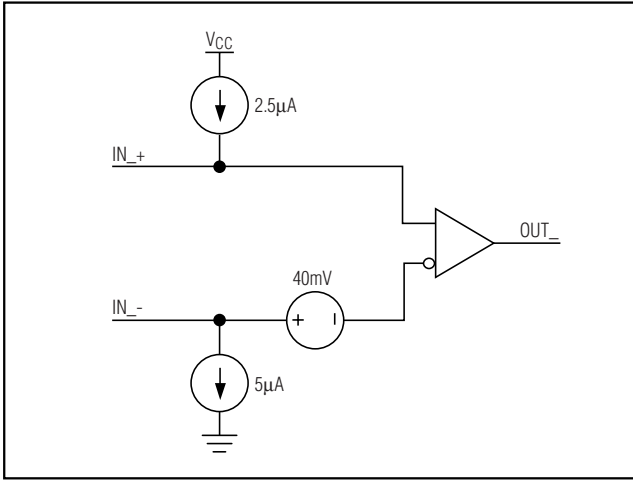 VCC
2.5μA
IN_+
OUT_
40mV
+ −
IN_-
5μA